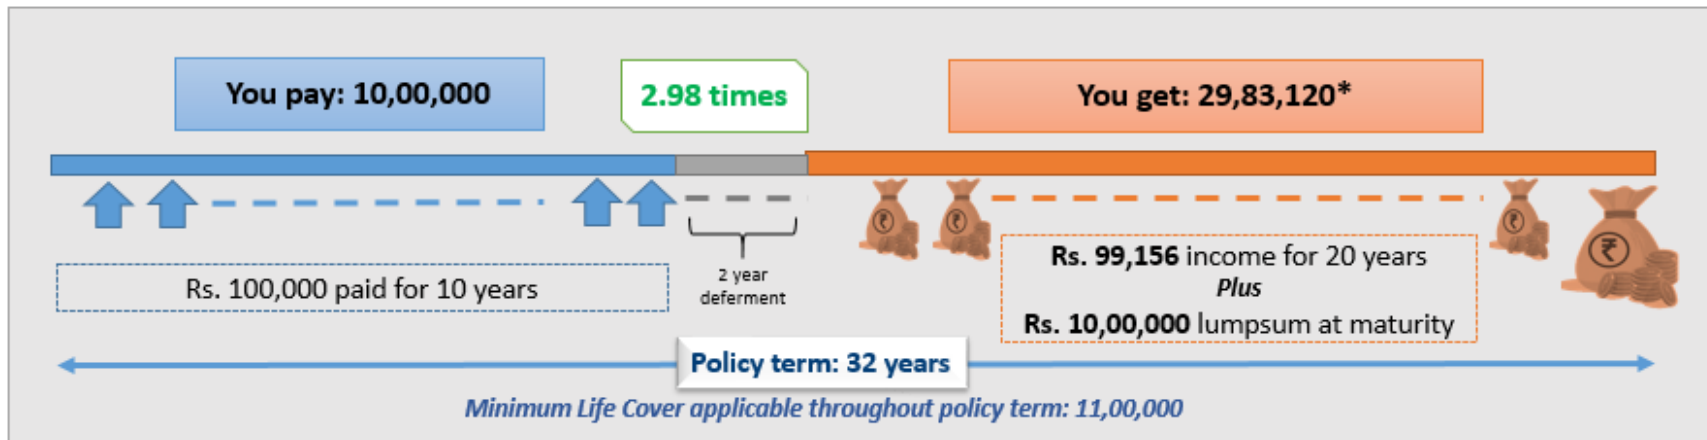 You pay: 10,00,000
2.98 times
You get: 29,83,120*
Rs. 100,000 paid for 10 years
2 year
deferment
₹
₹
₹
₹
Rs. 99,156 income for 20 years
Plus
Rs. 10,00,000 lumpsum at maturity
Policy term: 32 years
Minimum Life Cover applicable throughout policy term: 11,00,000